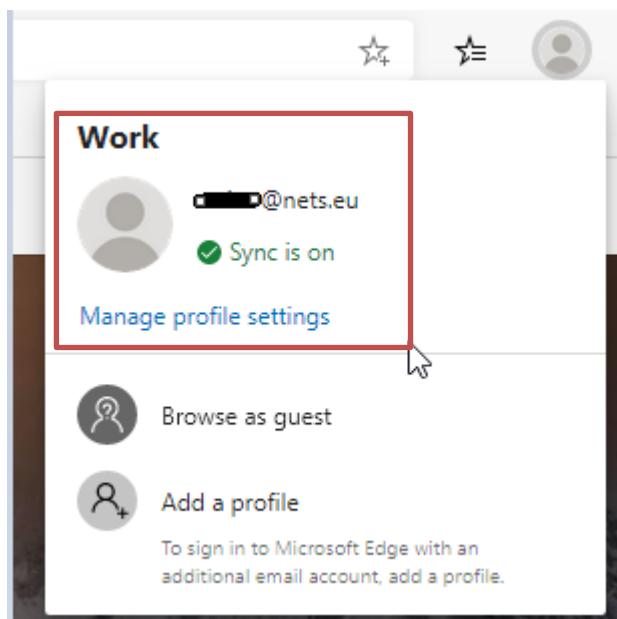 Work
@nets.eu
Sync is on
Manage profile settings
Browse as guest
Add a profile
To sign in to Microsoft Edge with an
additional email account, add a profile.